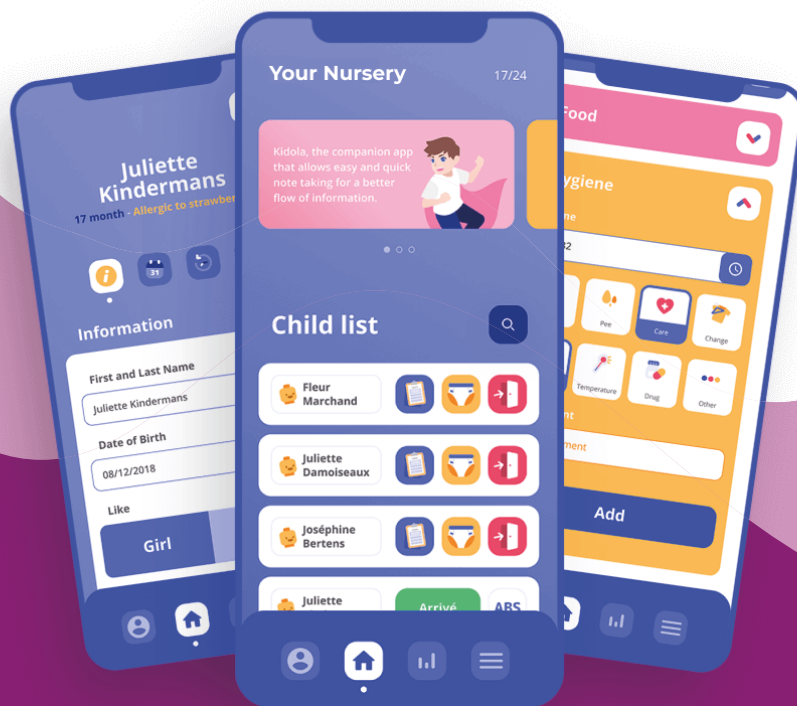 Juliette
Kindermans
17 month - Allergic to
Information
First and Last Name
Juliette Kindermans
Date of Birth
08/12/2018
Like
Girl
31
Your Nursery
17/24
Kidola, the companion app
that allows easy and quick
note taking for a better
flow of information.
Child list
Fleur
Marchand
Juliette
Damoiseaux
Joséphine
Bertens
Juliette
Arrivé
ABS
Food
Pee
Care
Change
Temperature
Drug
Other
Add